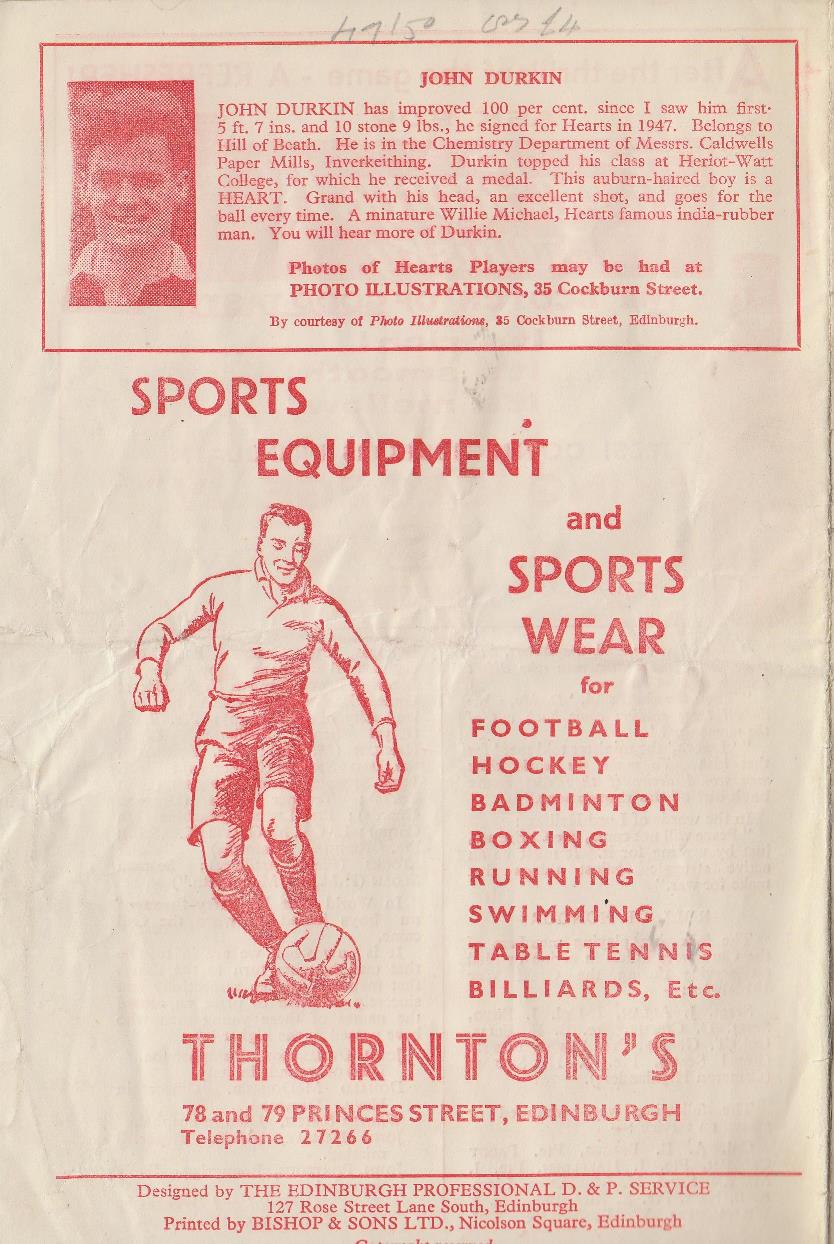 JOHN DURKIN
JOHN DURKIN has improved 100 per cent. since I saw him first.
5 ft. 7 ins. and 10 stone 9 lbs., he signed for Hearts in 1947. Belongs to
Hill of Beath. He is in the Chemistry Department of Messrs. Caldwells
Paper Mills, Inverkeithing. Durkin topped his class at Heriot-Watt
College, for which he received a medal. This auburn-haired boy is a
HEART. Grand with his head, an excellent shot, and goes for the
ball every time. A minature Willie Michael, Hearts famous india-rubber
man. You will hear more of Durkin.
Photos of Hearts Players may be had at
PHOTO ILLUSTRATIONS, 35 Cockburn Street.
By courtesy of Photo Illustrations, 35 Cockburn Street, Edinburgh.
SPORTS
EQUIPMENT
and
SPORTS
WEAR
for
FOOTBALL
HOCKEY
BADMINTON
BOXING
RUNNING
SWIMMING
TABLE TENNIS
BILLIARDS, Etc.
THORNTON'S
78 and 79 PRINCES STREET, EDINBURGH
Telephone 27266
Designed by THE EDINBURGH PROFESSIONAL D. & P. SERVICE
127 Rose Street Lane South, Edinburgh
Printed by BISHOP & SONS LTD., Nicolson Square, Edinburgh